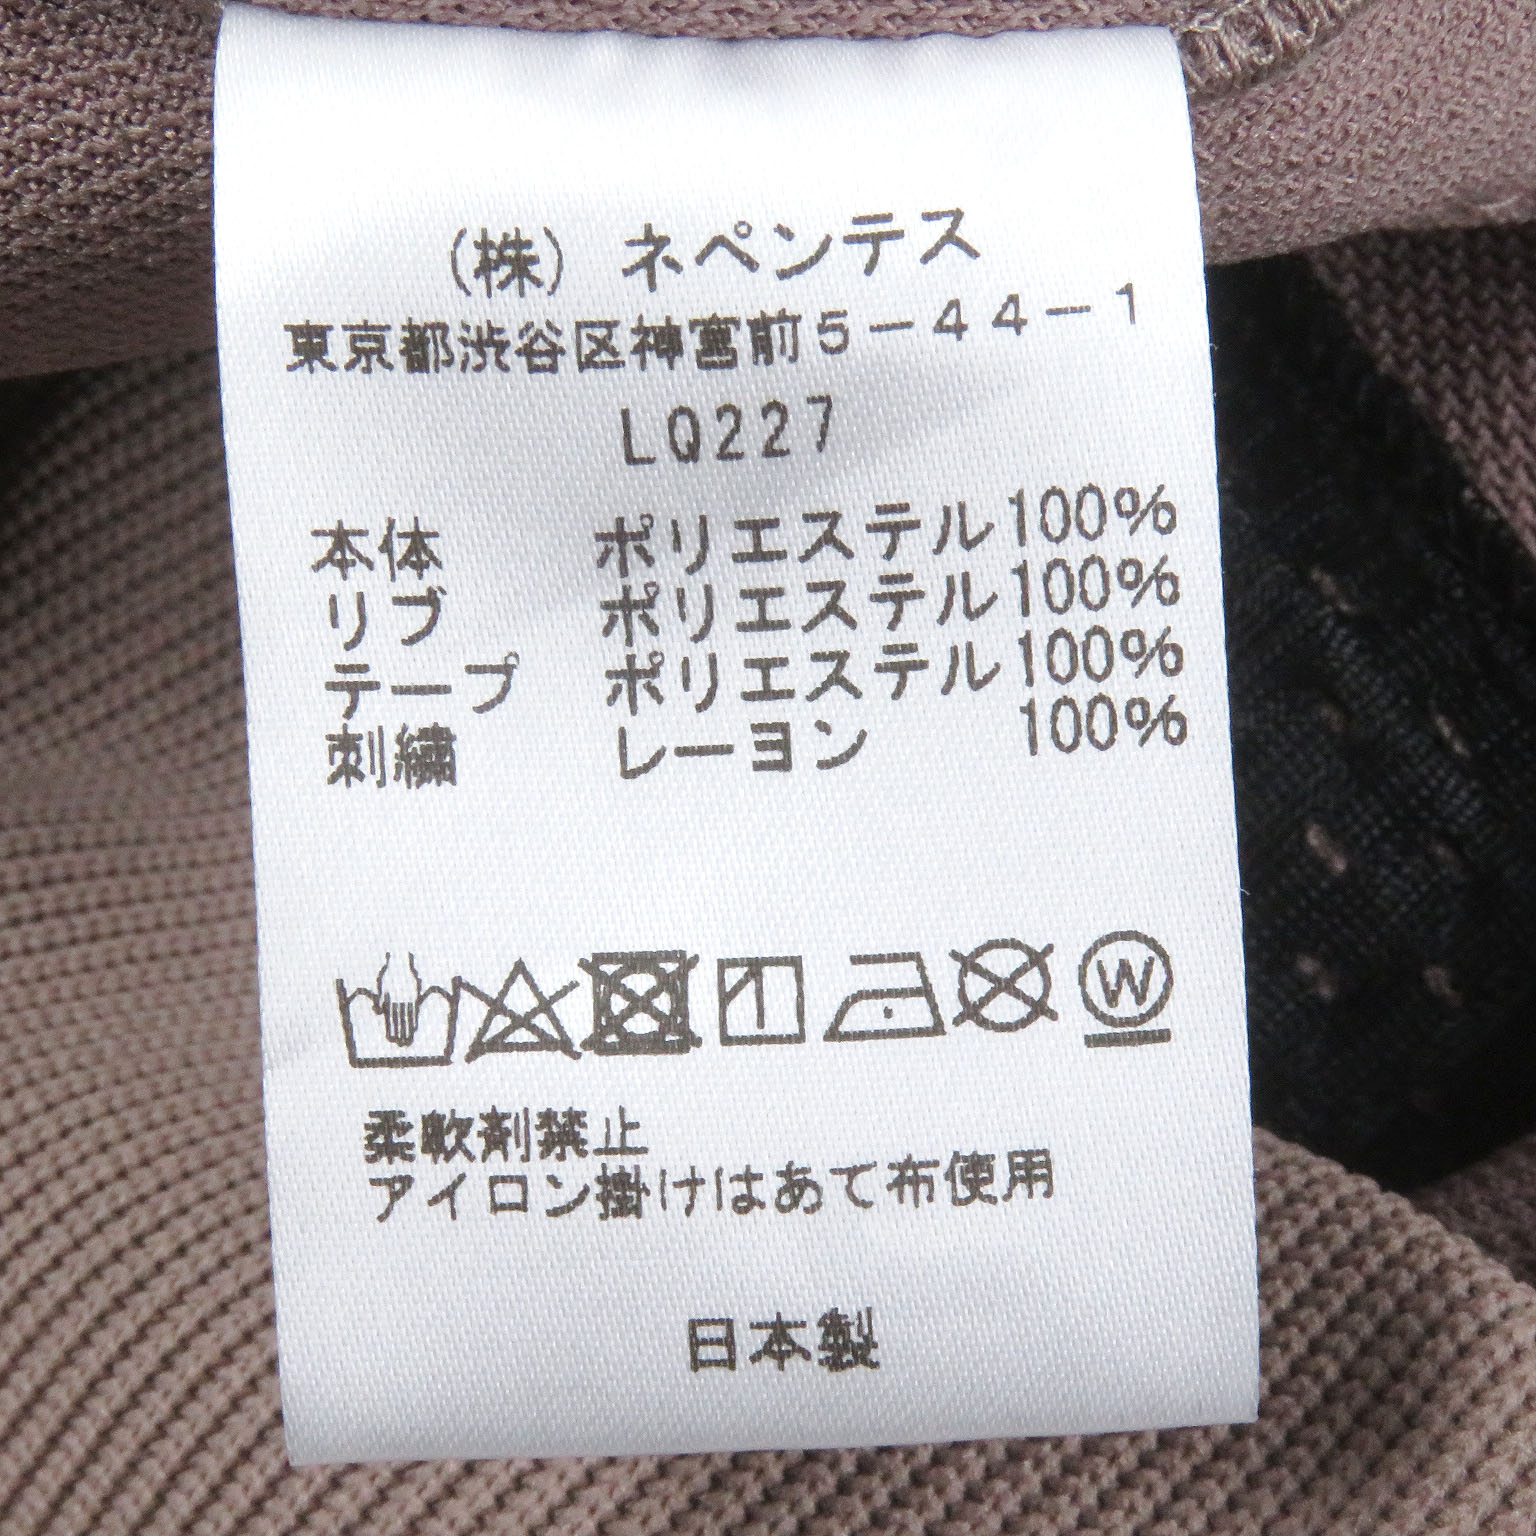 (株) ネペンテス
東京都渋谷区神宮前5-44-1
LQ227
本体 ポリエステル100%
リブ ポリエステル100%
テープ ポリエステル100%
刺繍 レーヨン 100%
W
柔軟剤禁止
アイロン掛けはあて布使用
日本製